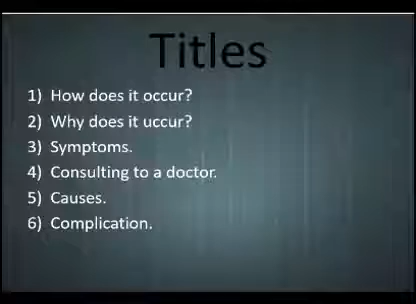 Titles
1) How does it occur?
2) Why does it uccur?
3) Symptoms.
4) Consulting to a doctor.
5) Causes.
6) Complication.